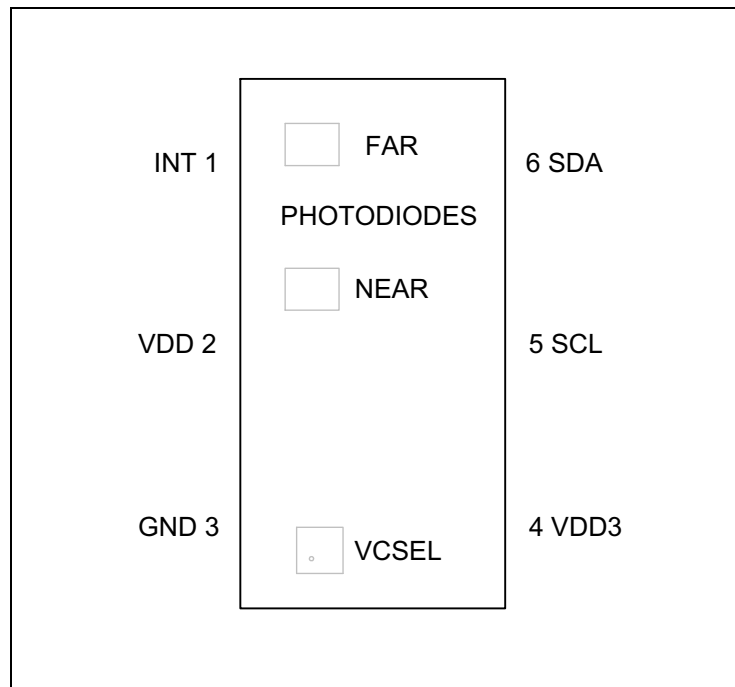 INT 1
FAR
6 SDA
PHOTODIODES
NEAR
VDD 2
5 SCL
GND 3
VCSEL
4 VDD3